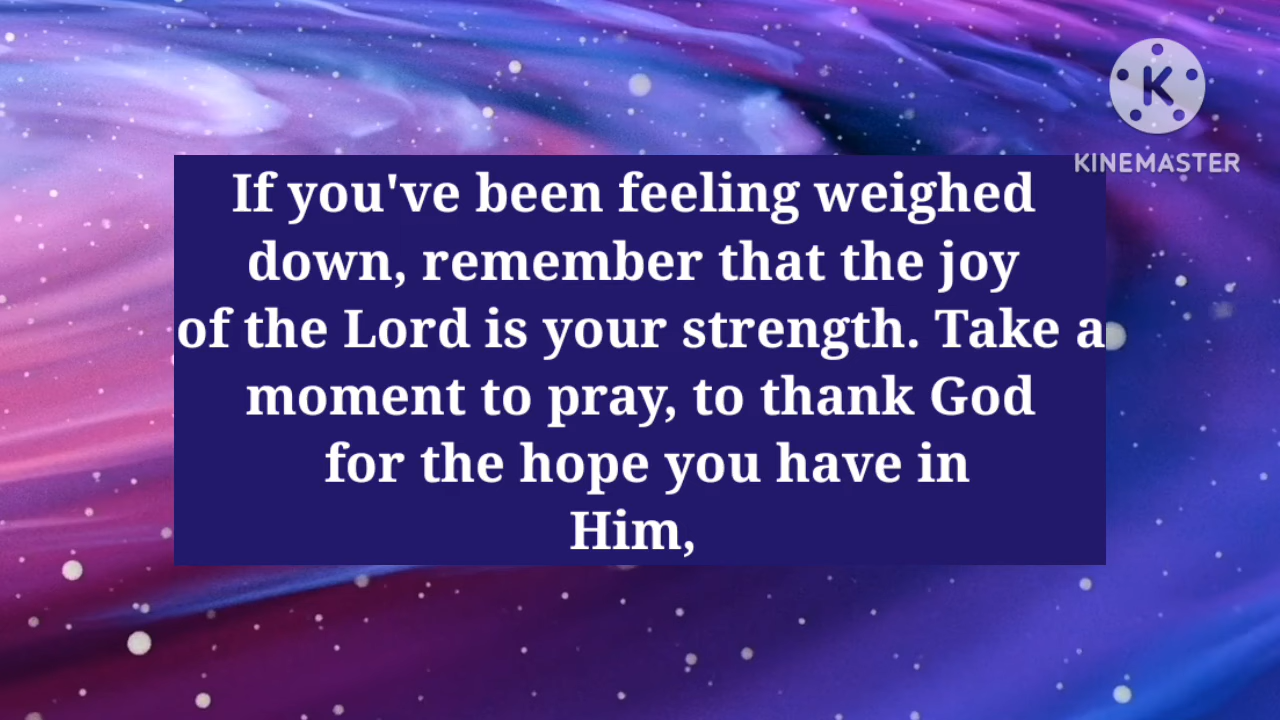 K
KINEMASTER
If you've been feeling weighed
down, remember that the joy
of the Lord is your strength. Take a
moment to pray, to thank God
for the hope you have in
Him,